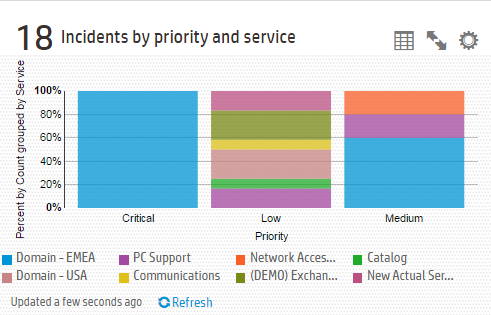 18 Incidents by priority and service
Percent by Count grouped by Service
100%
80%
60%
40%
20%
0%
Critical Low Medium
Priority
Domain - EMEA PC Support Network Acces... Catalog
Domain - USA Communications (DEMO) Exchan... New Actual Ser...
Updated a few seconds ago Refresh